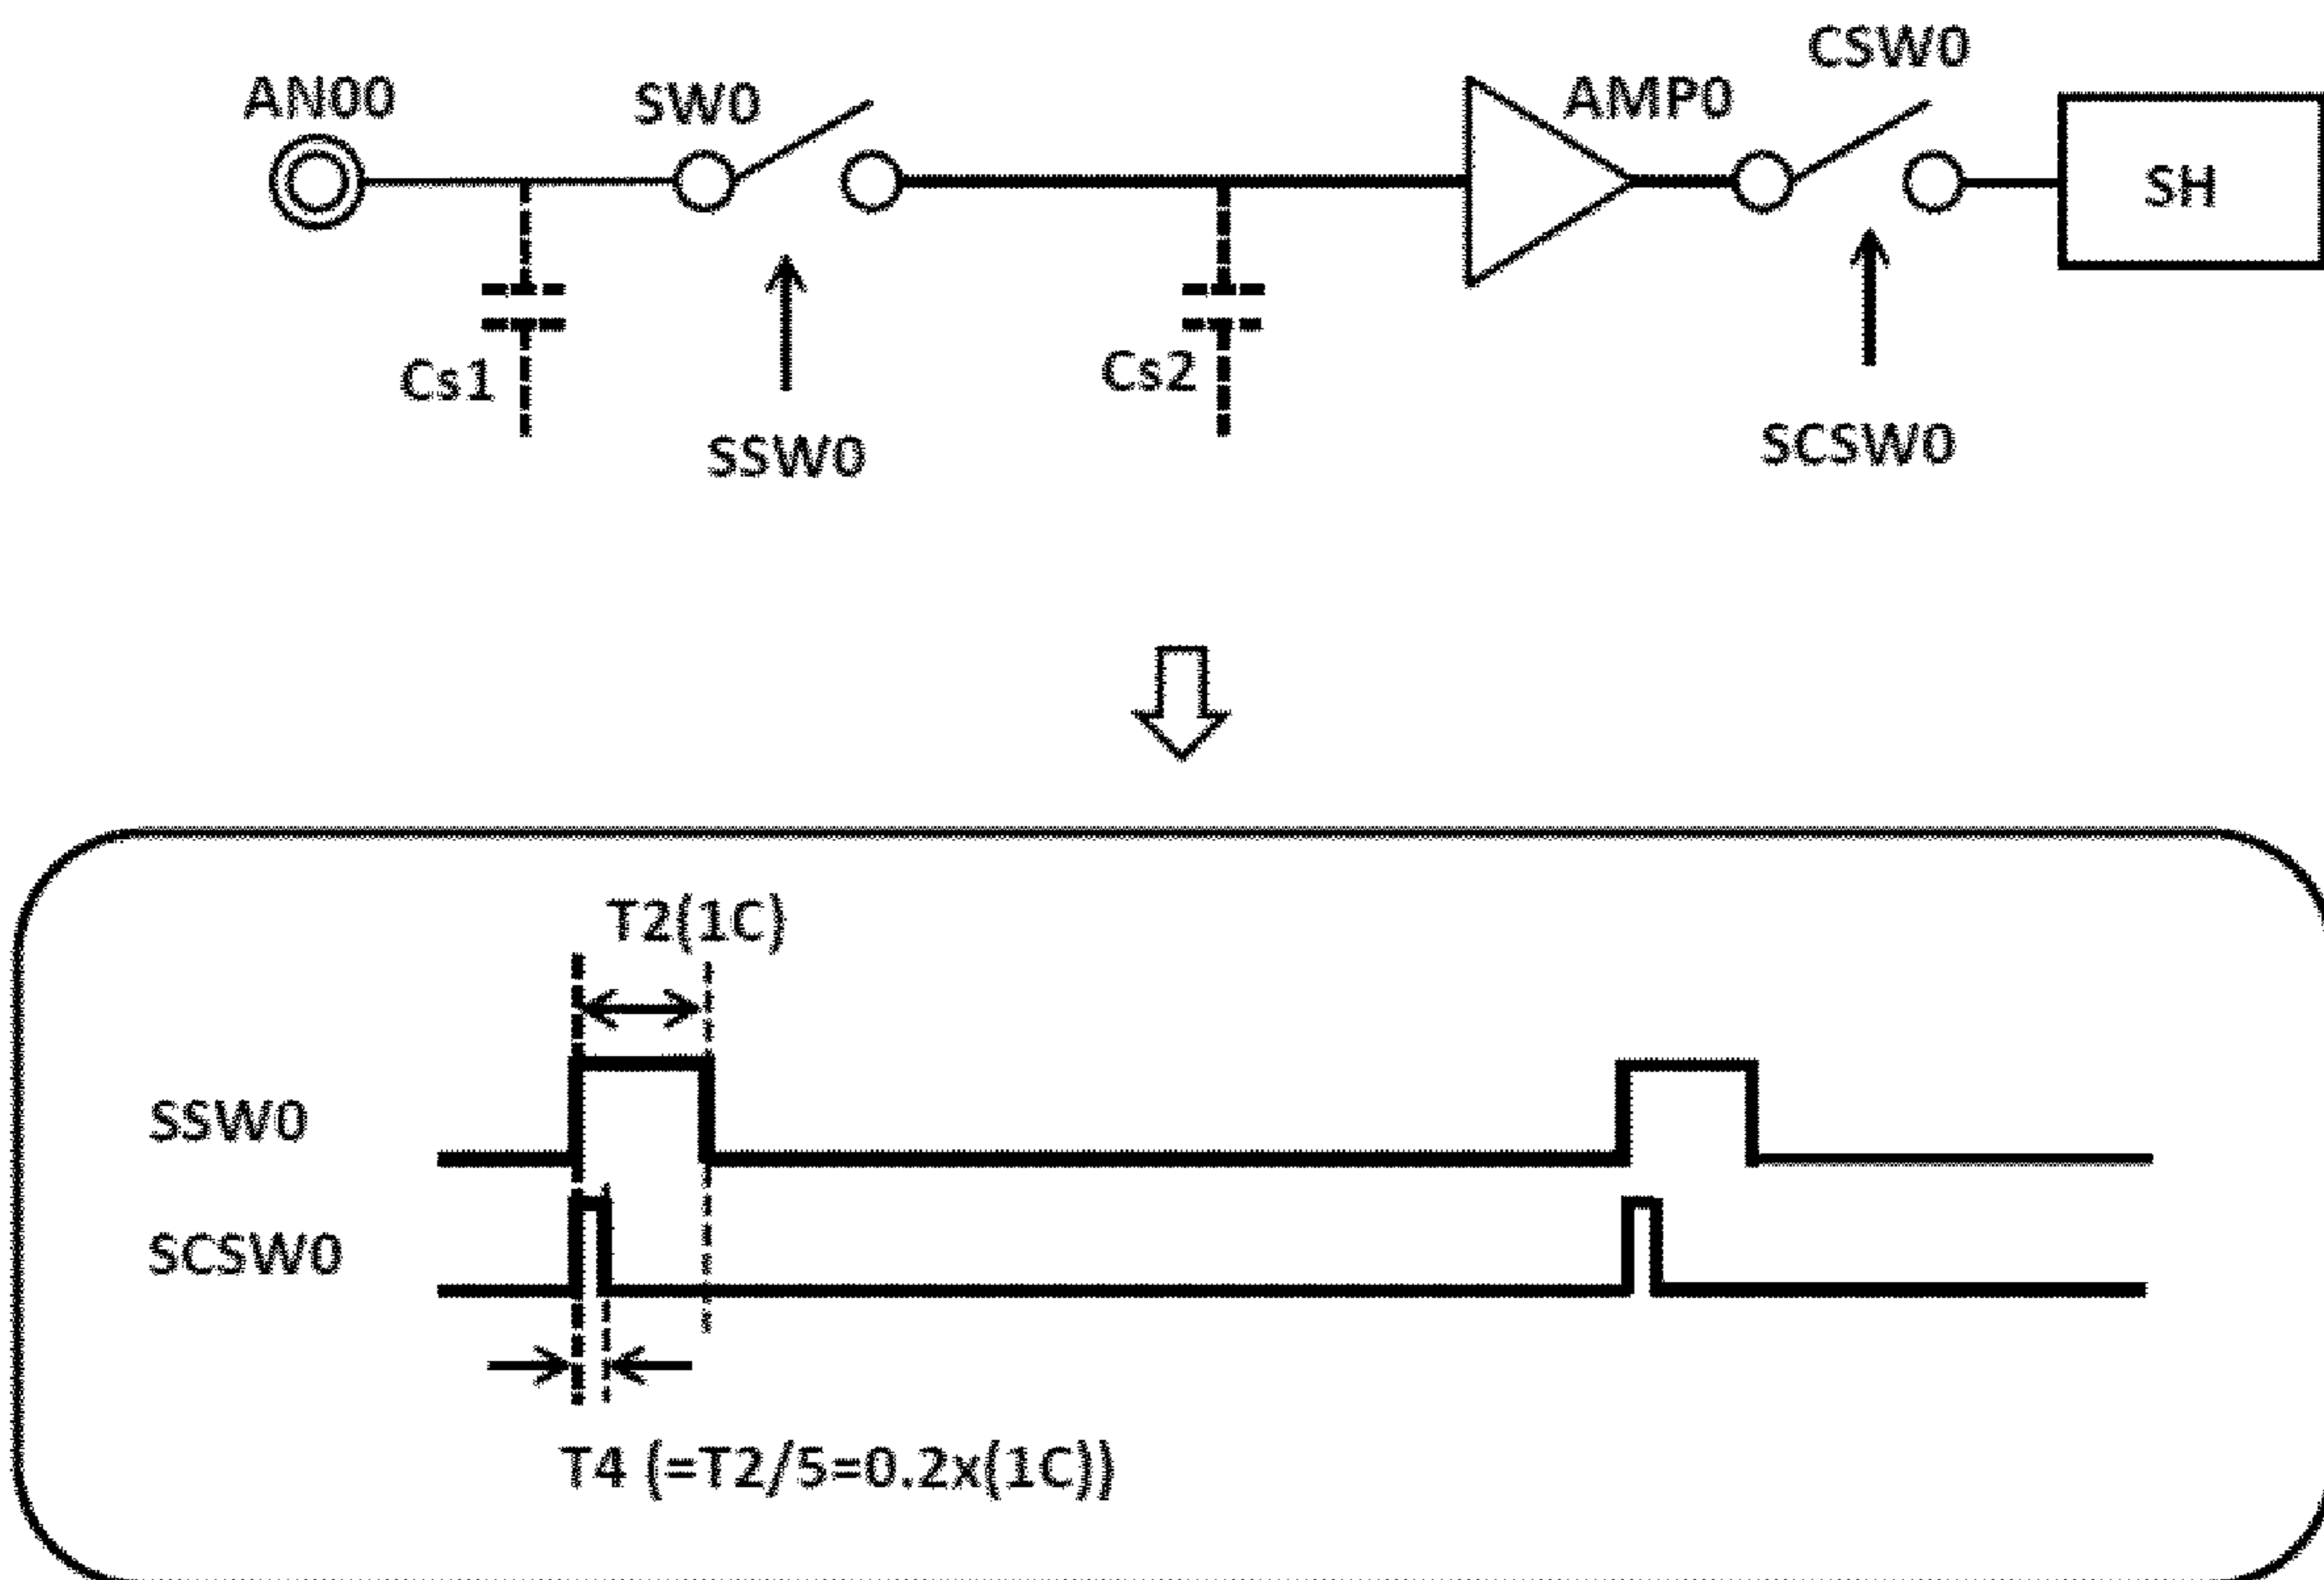 AN00
SW0
AMP0
CSW0
SH
Cs1
SSW0
Cs2
SCSW0
T2(1C)
SSW0
SCSW0
T4 (=T2/5=0.2x(1C))